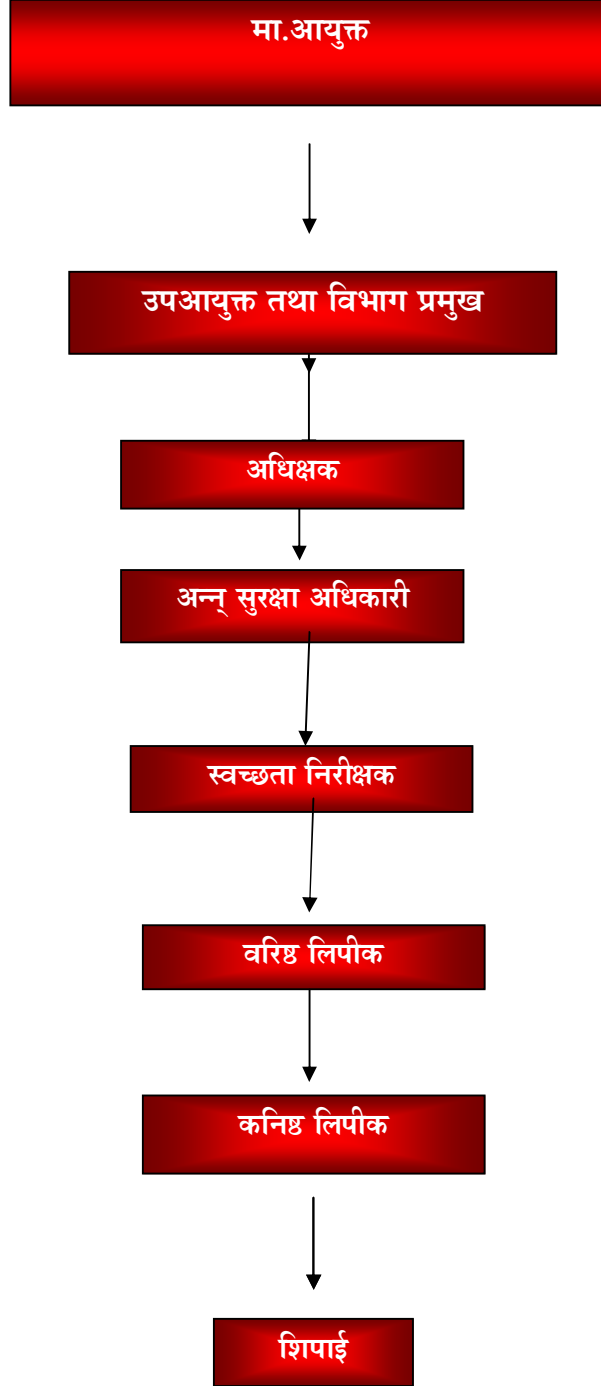 मा.आयुक्त
उपआयुक्त तथा विभाग प्रमुख
अधिक्षक
अन्न् सुरक्षा अधिकारी
स्वच्छता निरीक्षक
वरिष्ठ लिपीक
कनिष्ठ लिपीक
शिपाई